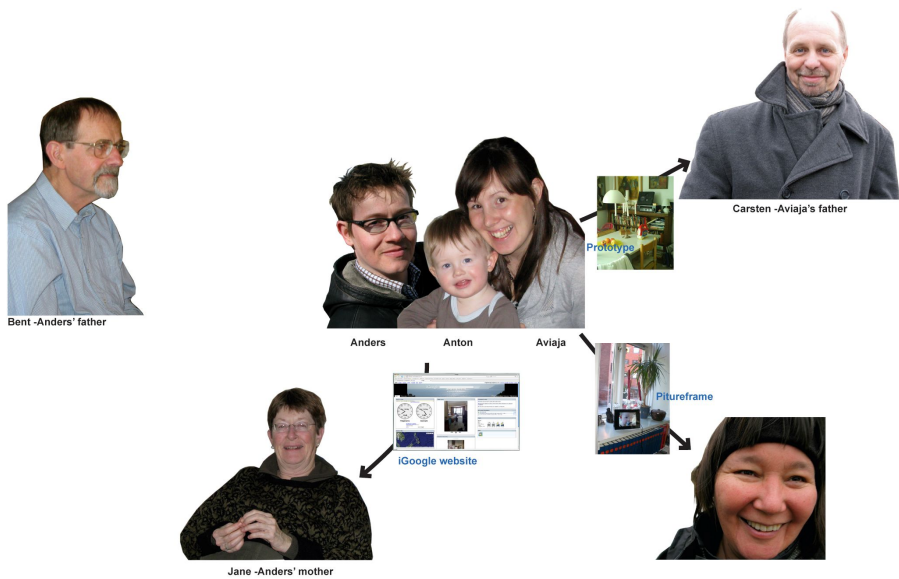 Carsten -Aviaja's father
Prototype
Bent -Anders' father
Anders
Anton
Aviaja
Pitureframe
iGoogle website
Jane -Anders' mother